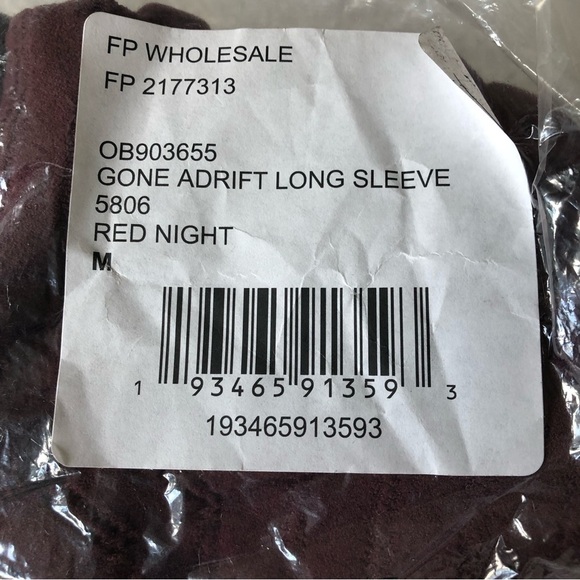 FP WHOLESALE
FP 2177313
OB903655
GONE ADRIFT LONG SLEEVE
5806
RED NIGHT
M
1 93465 91359 3
193465913593